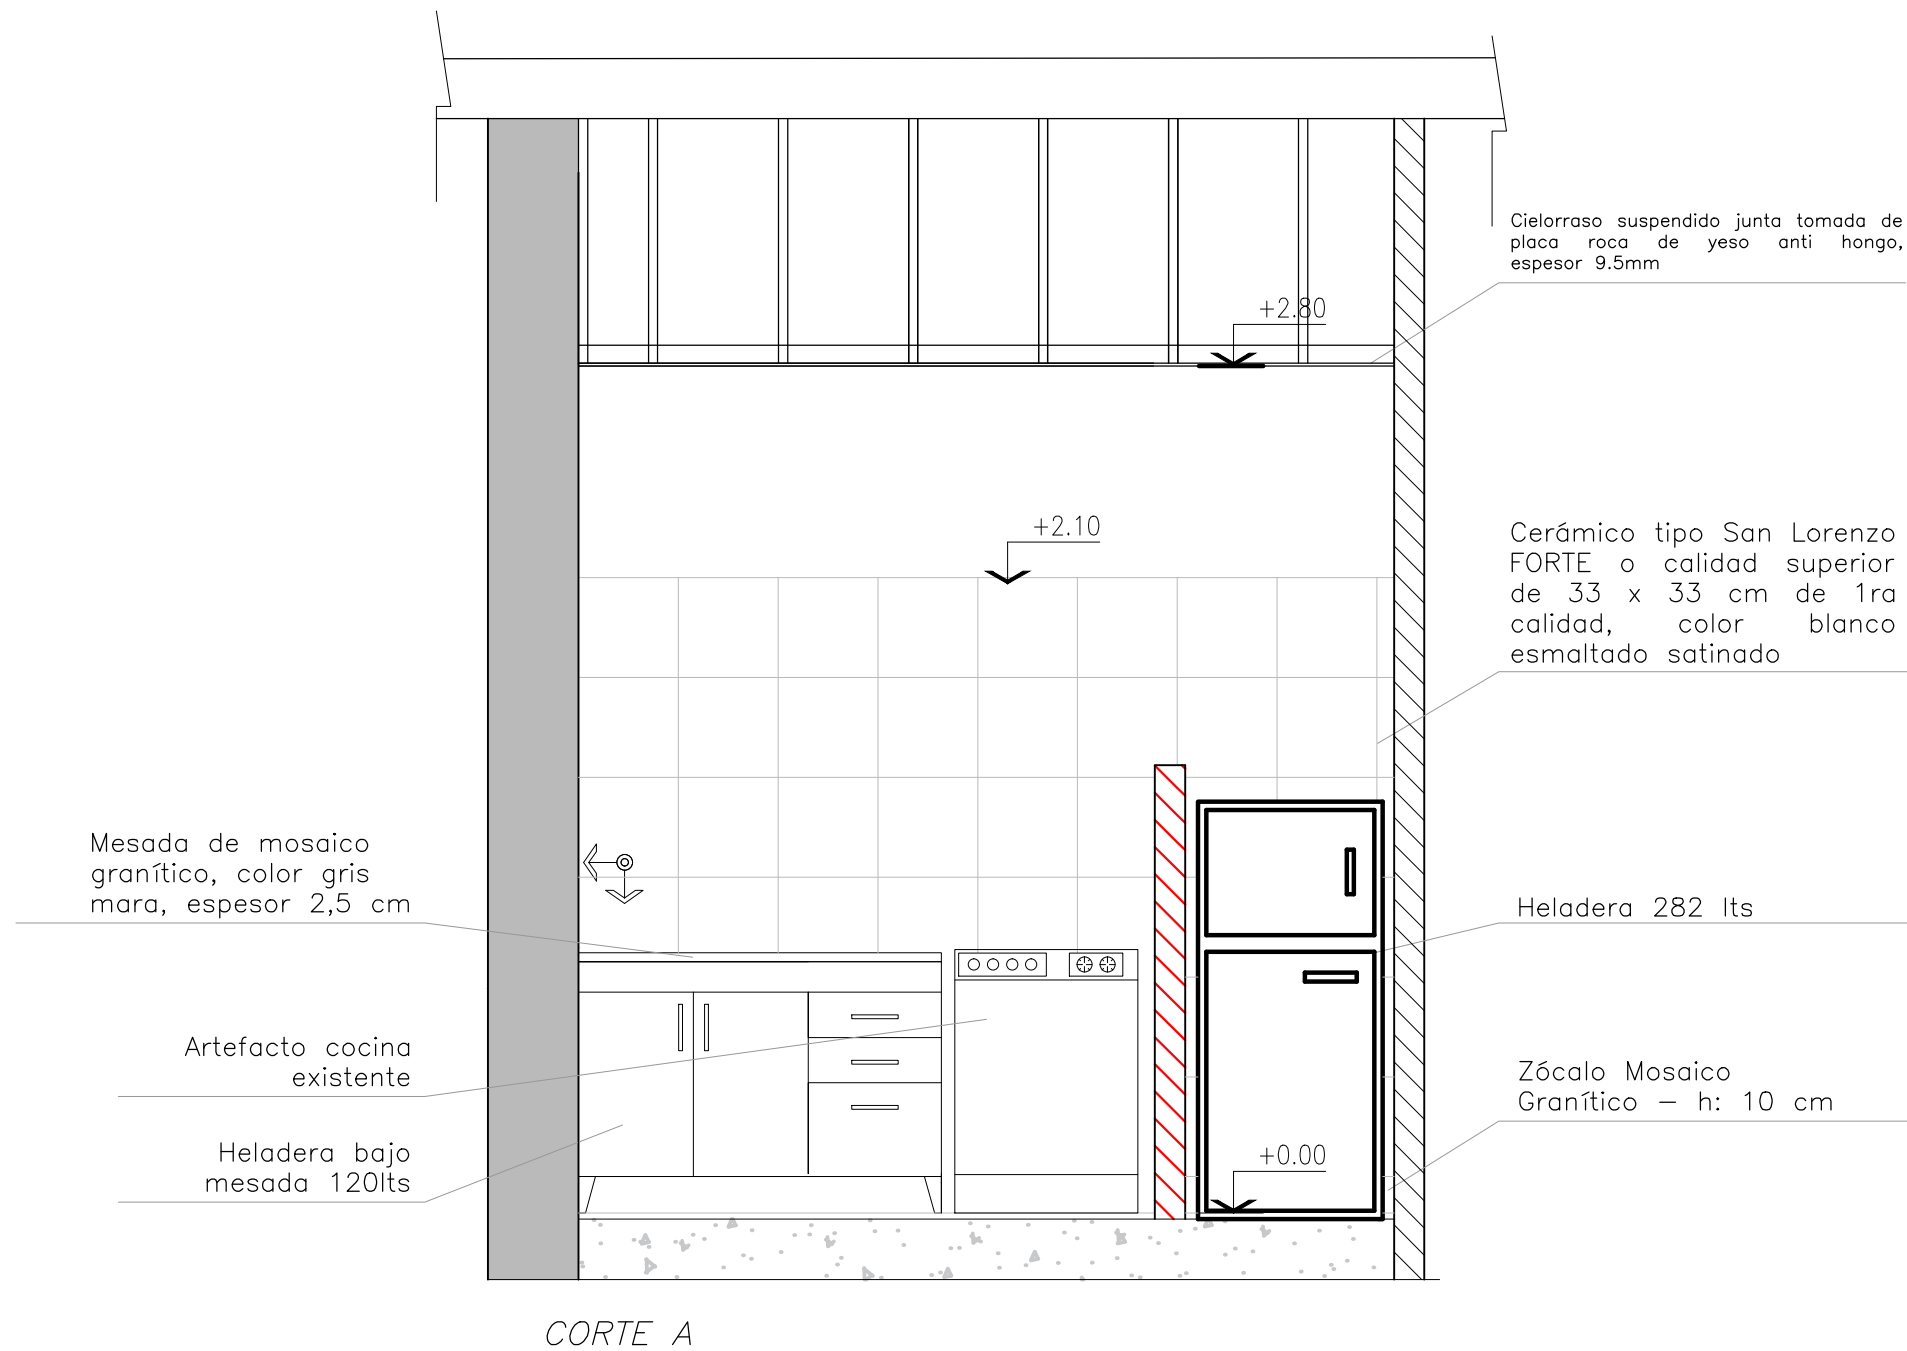 Cielorraso suspendido junta tomada de
placa roca de yeso anti hongo,
espesor 9.5mm
+2.80
+2.10
Cerámico tipo San Lorenzo
FORTE o calidad superior
de 33 x 33 cm de 1ra
calidad, color blanco
esmaltado satinado
Mesada de mosaico
granítico, color gris
mara, espesor 2,5 cm
Heladera 282 lts
Artefacto cocina
existente
Zócalo Mosaico
Granítico – h: 10 cm
Heladera bajo
mesada 120lts
+0.00
CORTE A